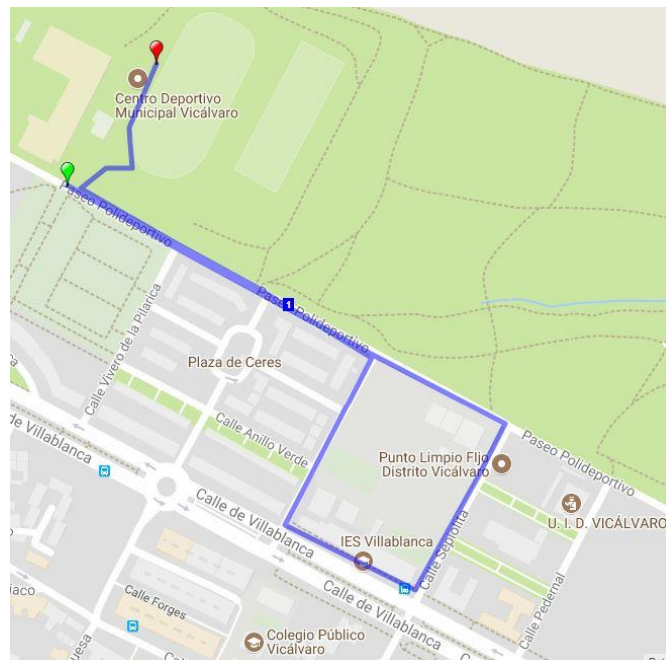 Centro Deportivo
Municipal Vicálvaro
Paseo Polideportivo
Paseo Polideportivo
1
Calle Vivero de la Pilarica
Plaza de Ceres
Calle Anillo Verde
Paseo Polideportivo
Punto Limpio FIjo
Distrito Vicálvaro
U. I. D. VICÁLVARO
Calle de Villablanca
de Villablanca
IES Villablanca
Calle Sepiolita
Calle de Villablanca
Calle Pedernal
Calle Forges
Colegio Público
Vicálvaro